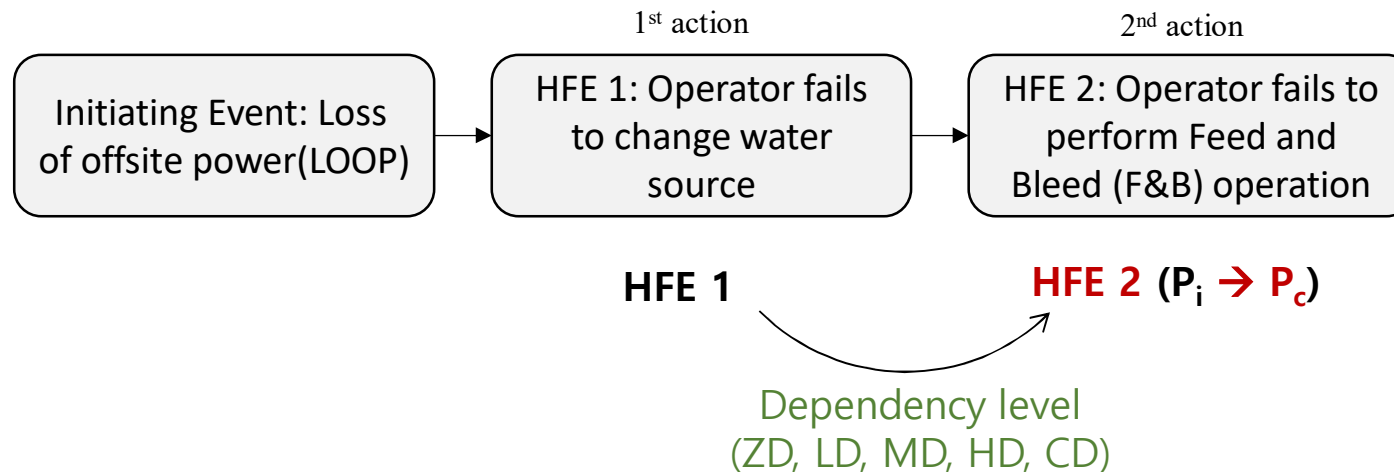 1st action
2nd action
Initiating Event: Loss
of offsite power(LOOP)
HFE 1: Operator fails
to change water
source
HFE 2: Operator fails to
perform Feed and
Bleed (F&B) operation
HFE 1
HFE 2 (Pi → Pc)
Dependency level
(ZD, LD, MD, HD, CD)